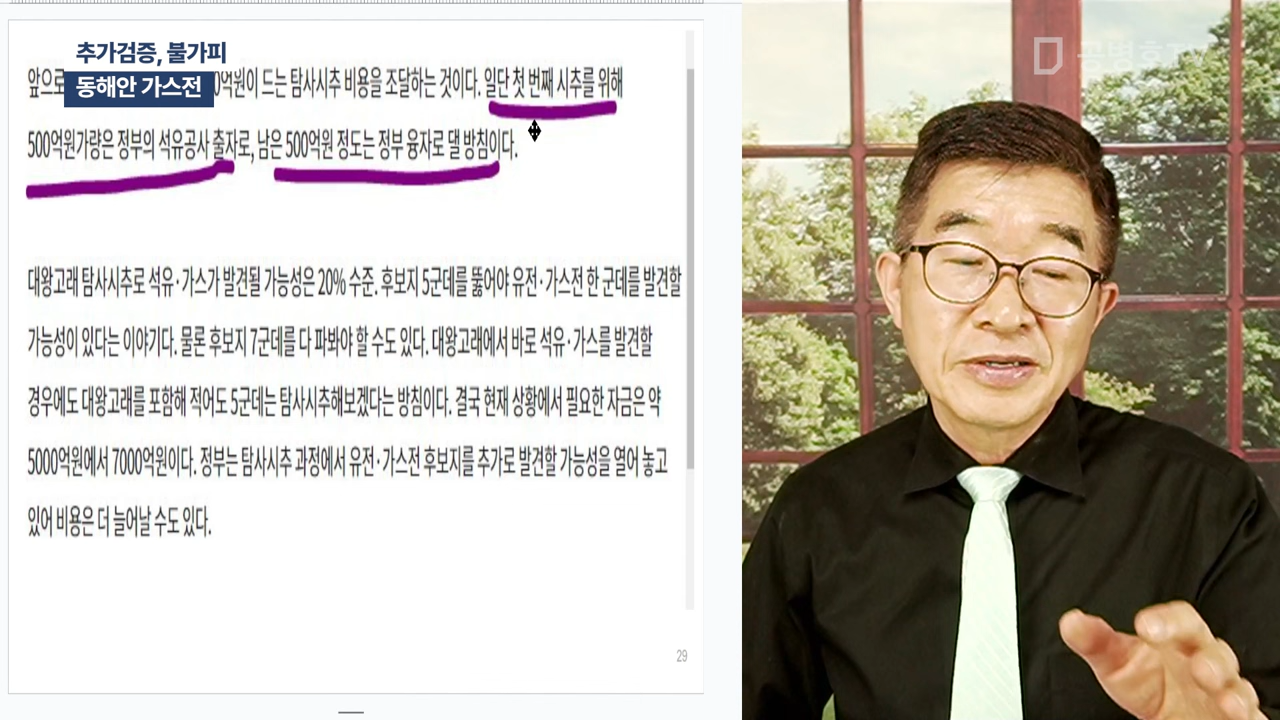 추가검증, 불가피
동해안 가스전
앞으로 0억원이 드는 탐사시추 비용을 조달하는 것이다. 일단 첫 번째 시추를 위해
500억원가량은 정부의 석유공사 출자로, 남은 500억원 정도는 정부 융자로 댈 방침이다.
대왕고래 탐사시추로 석유·가스가 발견될 가능성은 20% 수준. 후보지 5군데를 뚫어야 유전·가스전 한 군데를 발견할
가능성이 있다는 이야기다. 물론 후보지 7군데를 다 파봐야 할 수도 있다. 대왕고래에서 바로 석유·가스를 발견할
경우에도 대왕고래를 포함해 적어도 5군데는 탐사시추해보겠다는 방침이다. 결국 현재 상황에서 필요한 자금은 약
5000억원에서 7000억원이다. 정부는 탐사시추 과정에서 유전·가스전 후보지를 추가로 발견할 가능성을 열어 놓고
있어 비용은 더 늘어날 수도 있다.
29
공병호TV